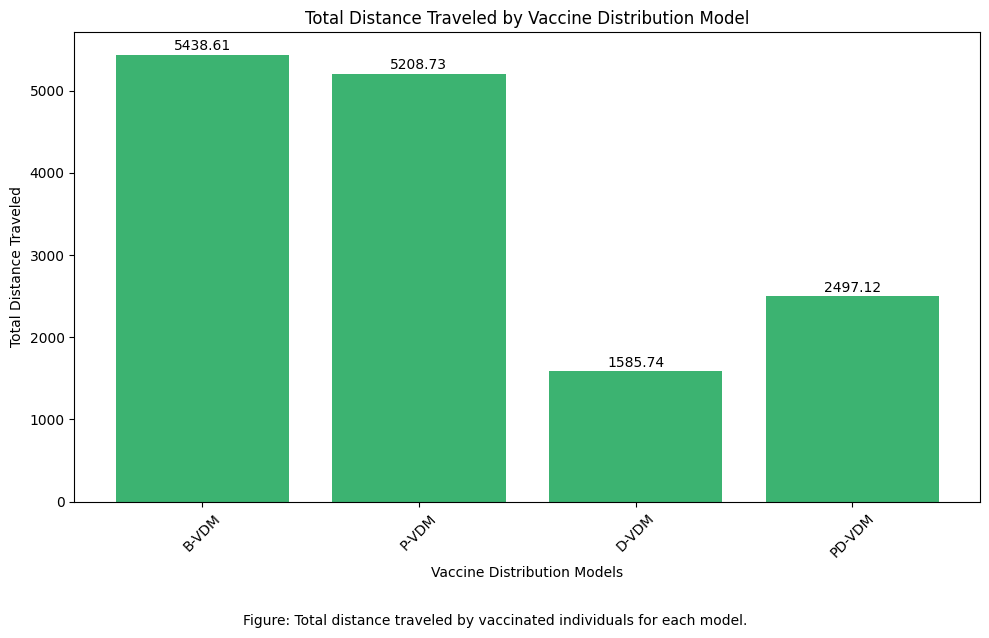 Total Distance Traveled by Vaccine Distribution Model
5438.61
5208.73
2497.12
1585.74
5000
4000
3000
2000
1000
0
Total Distance Traveled
B-VDM
P-VDM
D-VDM
PD-VDM
Vaccine Distribution Models
Figure: Total distance traveled by vaccinated individuals for each model.